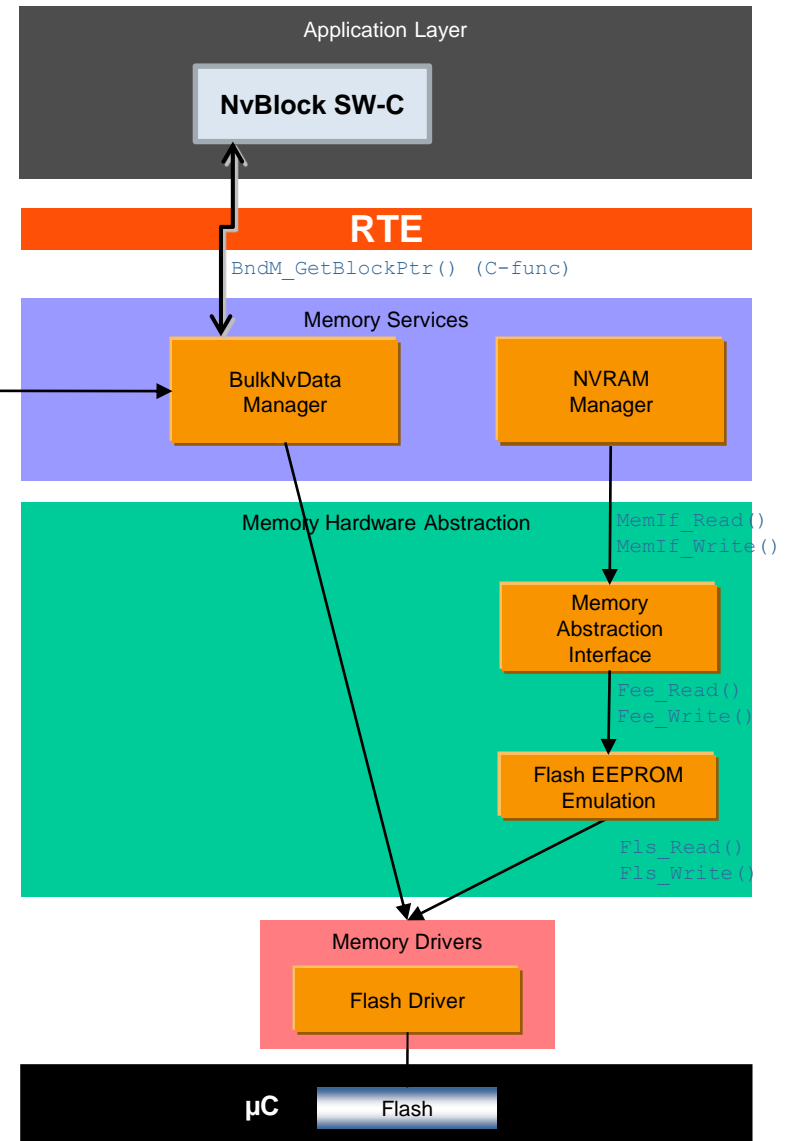 Application Layer
NvBlock SW-C
RTE
BndM_GetBlockPtr() (C-func)
Memory Services
BulkNvData
Manager
NVRAM
Manager
Memory Hardware Abstraction
MemIf_Read()
MemIf_Write()
Memory
Abstraction
Interface
Fee_Read()
Fee_Write()
Flash EEPROM
Emulation
Fls_Read()
Fls_Write()
Memory Drivers
Flash Driver
µC
Flash